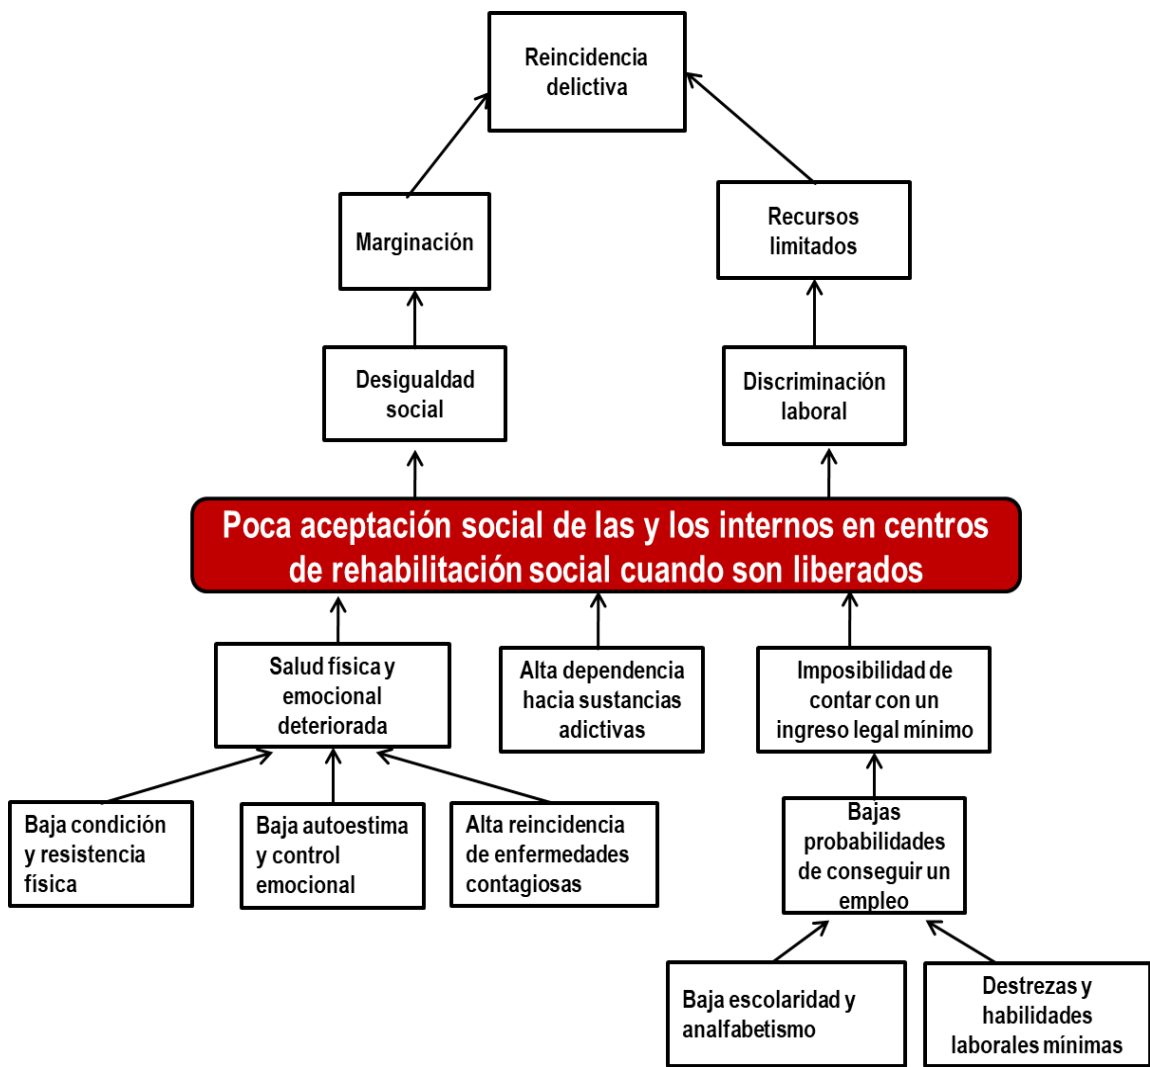 Reincidencia
delictiva
Marginación
Recursos
limitados
Desigualdad
social
Discriminación
laboral
Poca aceptación social de las y los internos en centros
de rehabilitación social cuando son liberados
Salud física y
emocional
deteriorada
Alta dependencia
hacia sustancias
adictivas
Imposibilidad de
contar con un
ingreso legal mínimo
Baja condición
y resistencia
física
Baja autoestima
y control
emocional
Alta reincidencia
de enfermedades
contagiosas
Bajas
probabilidades
de conseguir un
empleo
Baja escolaridad y
analfabetismo
Destrezas y
habilidades
laborales mínimas